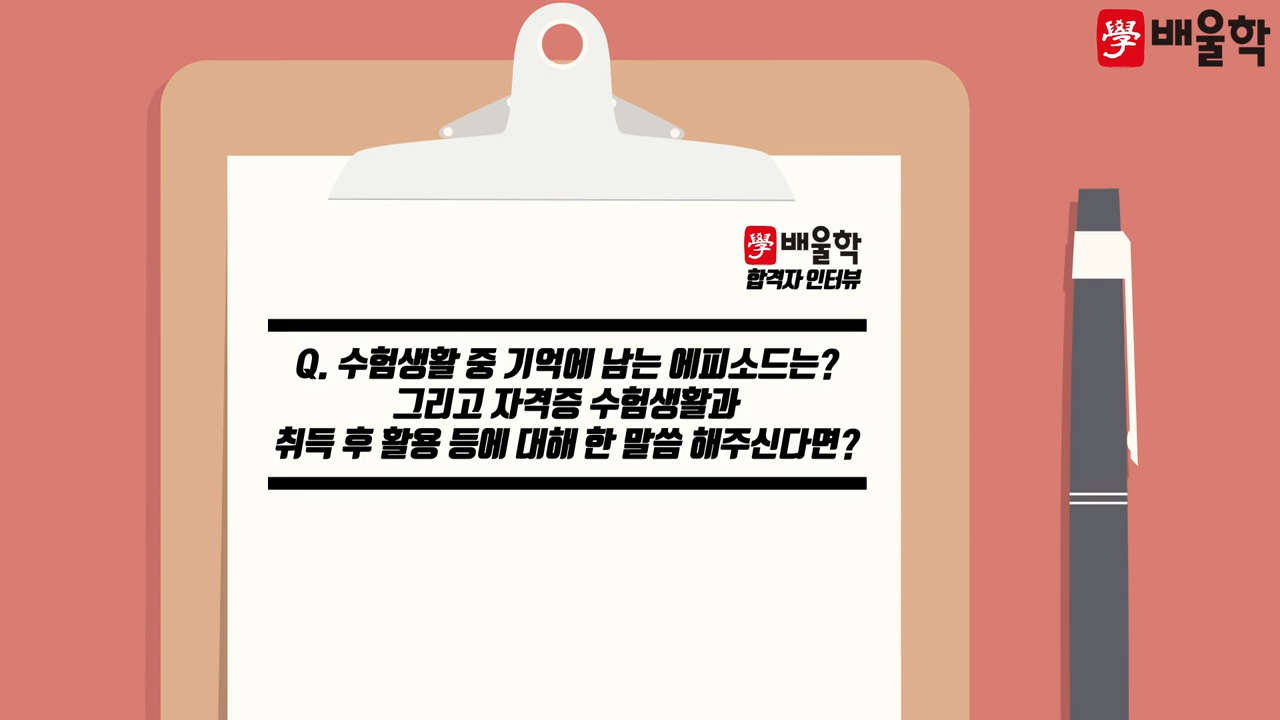 學 배울학
學 배울학
합격자 인터뷰
Q. 수험생활 중 기억에 남는 에피소드는?
그리고 자격증 수험생활과
취득 후 활용 등에 대해 한 말씀 해주신다면?